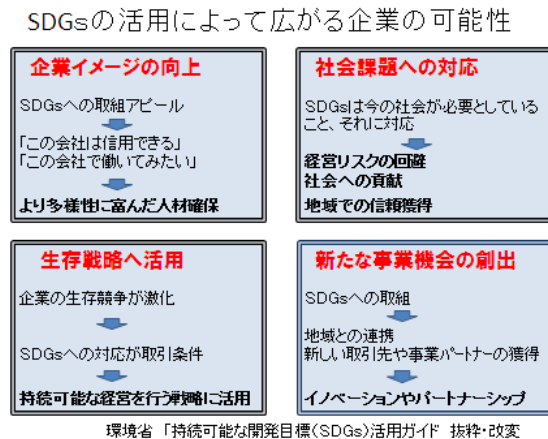 SDGsの活用によって広がる企業の可能性
企業イメージの向上
SDGsへの取組アピール
「この会社は信用できる」
「この会社で働いてみたい」
より多様性に富んだ人材確保
社会課題への対応
SDGsは今の社会が必要としている
こと、それに対応
経営リスクの回避
社会への貢献
地域での信頼獲得
生存戦略へ活用
企業の生存競争が激化
SDGsへの対応が取引条件
持続可能な経営を行う戦略に活用
新たな事業機会の創出
SDGsへの取組
地域との連携
新しい取引先や事業パートナーの獲得
イノベーションやパートナーシップ
環境省 「持続可能な開発目標(SDGs)活用ガイド 抜粋・改変